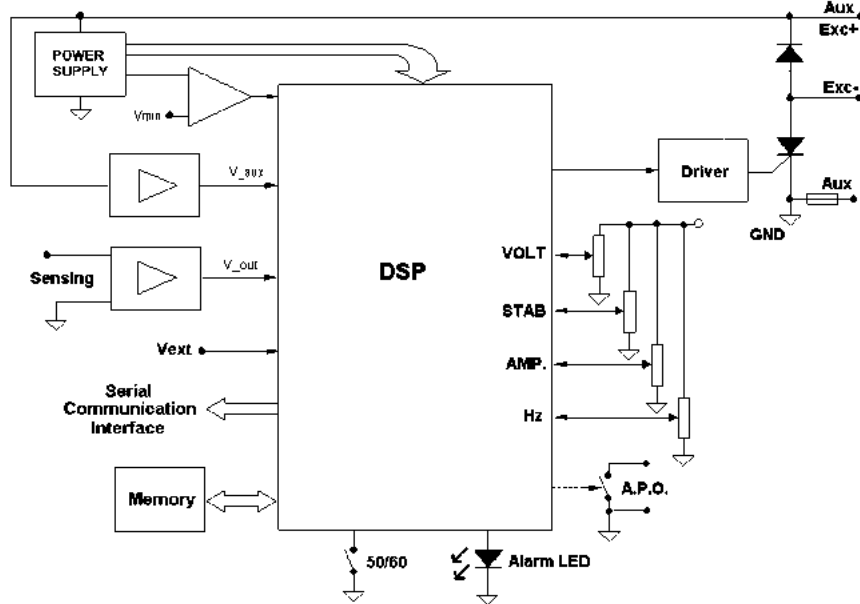 Aux
Exc+
POWER
SUPPLY
Exc-
Vmin
V_aux
Driver
Aux
GND
V_out
Sensing
DSP
VOLT
STAB
Vext
AMP.
Serial
Communication
Interface
Hz
Memory
A.P.O.
50/60
Alarm LED